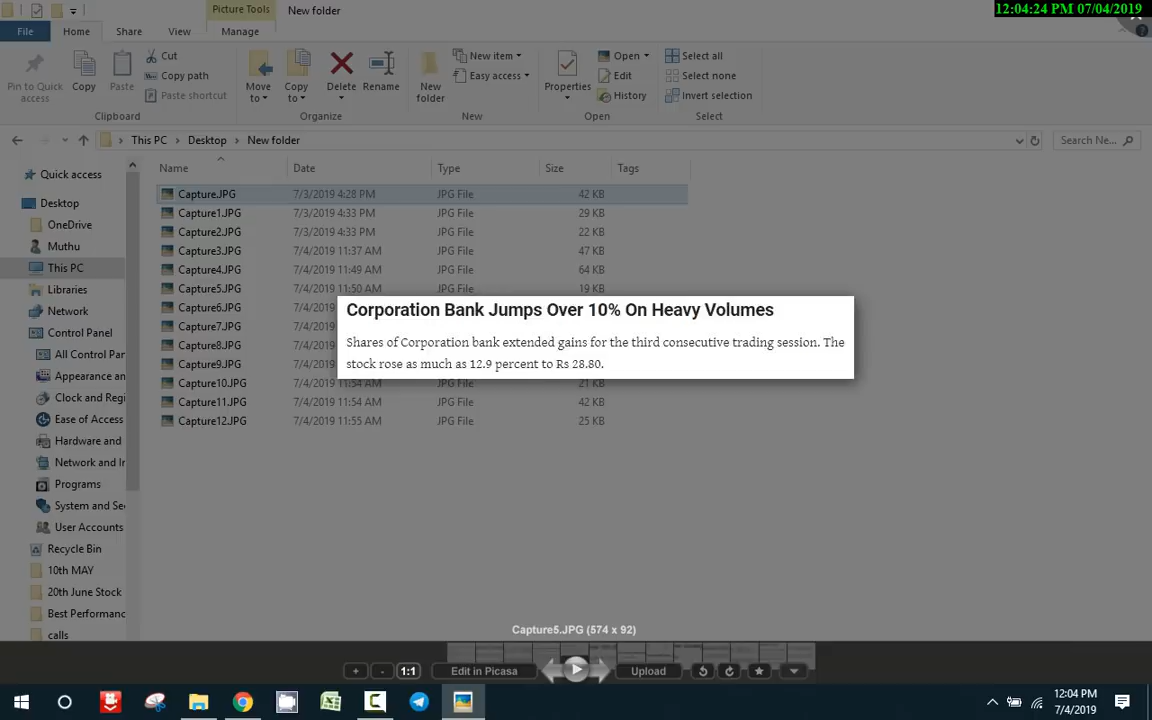 Picture Tools
New folder
12:04:24 PM 07/04/2019
File Home Share View Manage
Pin to Quick access
Copy
Paste
Cut
Copy path
Paste shortcut
Clipboard
Move to
Copy to
Delete
Rename
Organize
New folder
New item
Easy access
New
Properties
Open
Edit
History
Open
Select all
Select none
Invert selection
Select
This PC Desktop New folder
Search Ne...
Name Date Type Size Tags
Capture.JPG 7/3/2019 4:28 PM JPG File 42 KB
Capture1.JPG 7/3/2019 4:33 PM JPG File 29 KB
Capture2.JPG 7/3/2019 4:33 PM JPG File 22 KB
Capture3.JPG 7/4/2019 11:37 AM JPG File 47 KB
Capture4.JPG 7/4/2019 11:49 AM JPG File 64 KB
Capture5.JPG 7/4/2019 11:50 AM JPG File 19 KB
Capture6.JPG
Capture7.JPG
Capture8.JPG
Capture9.JPG
Capture10.JPG 7/4/2019 11:54 AM JPG File 21 KB
Capture11.JPG 7/4/2019 11:54 AM JPG File 42 KB
Capture12.JPG 7/4/2019 11:55 AM JPG File 25 KB
Quick access
Desktop
OneDrive
Muthu
This PC
Libraries
Network
Control Panel
All Control Par
Appearance an
Clock and Regi
Ease of Access
Hardware and
Network and In
Programs
System and Se
User Accounts
Recycle Bin
10th MAY
20th June Stock
Best Performanc
calls
Corporation Bank Jumps Over 10% On Heavy Volumes
Shares of Corporation bank extended gains for the third consecutive trading session. The
stock rose as much as 12.9 percent to Rs 28.80.
Capture5.JPG (574 x 92)
+ - 1:1 Edit in Picasa Upload
12:04 PM
7/4/2019